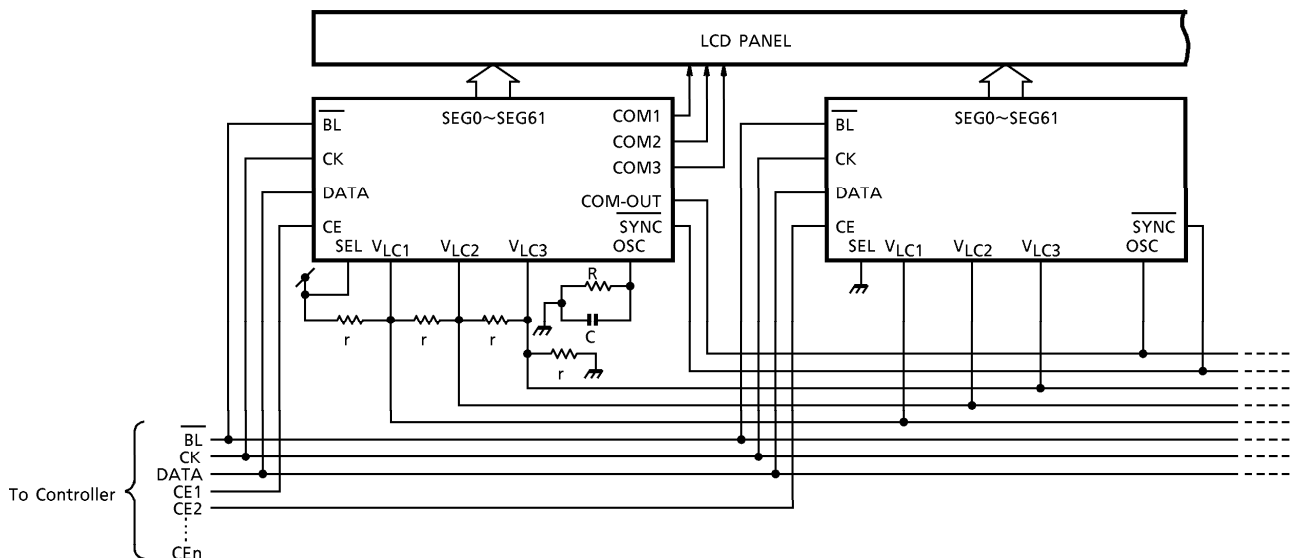 LCD PANEL
BL
CK
DATA
CE
SEG0~SEG61
COM1
COM2
COM3
COM-OUT
SYNC
OSC
SEL
VLC1
VLC2
VLC3
R
C
r
r
r
r
BL
CK
DATA
CE
SEG0~SEG61
SYNC
OSC
SEL
VLC1
VLC2
VLC3
To Controller
BL
CK
DATA
CE1
CE2
CEn